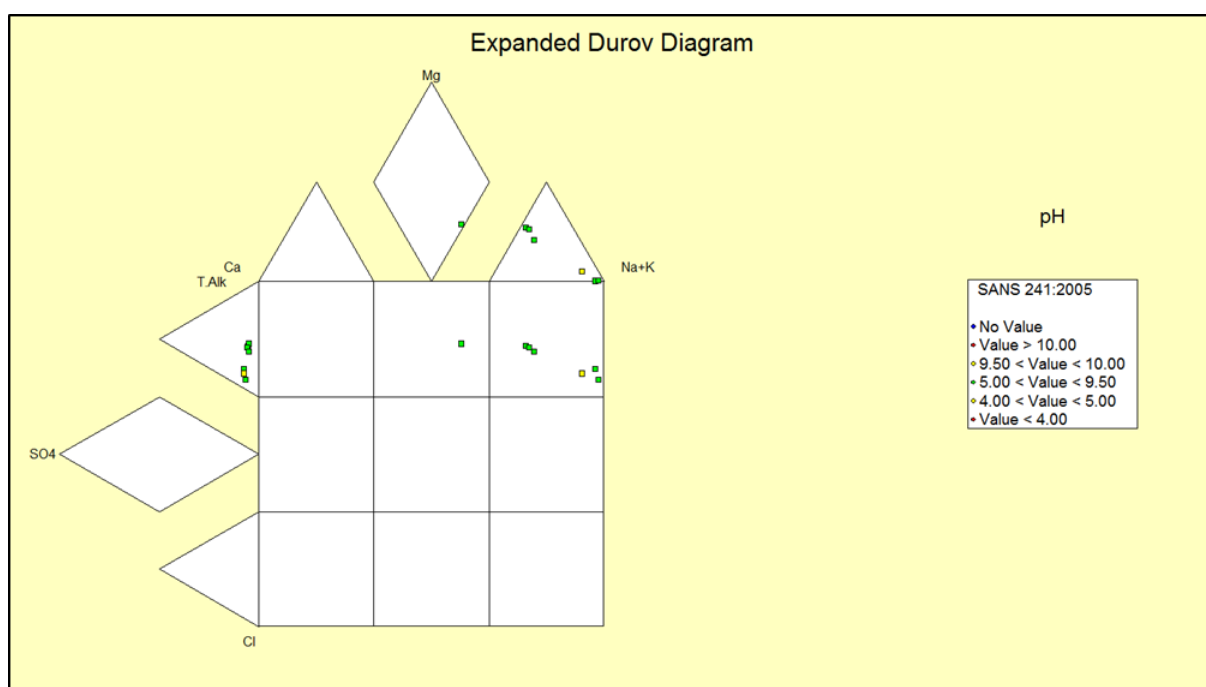 Expanded Durov Diagram
Mg
Ca
Na+K
T.Alk
SO4
Cl
pH
SANS 241:2005
No Value
Value > 10.00
9.50 < Value < 10.00
5.00 < Value < 9.50
4.00 < Value < 5.00
Value < 4.00